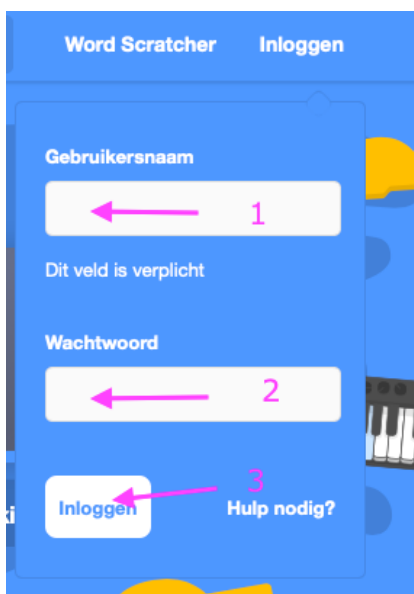 Word Scratcher Inloggen
Gebruikersnaam
1
Dit veld is verplicht
Wachtwoord
2
3
Inloggen Hulp nodig?